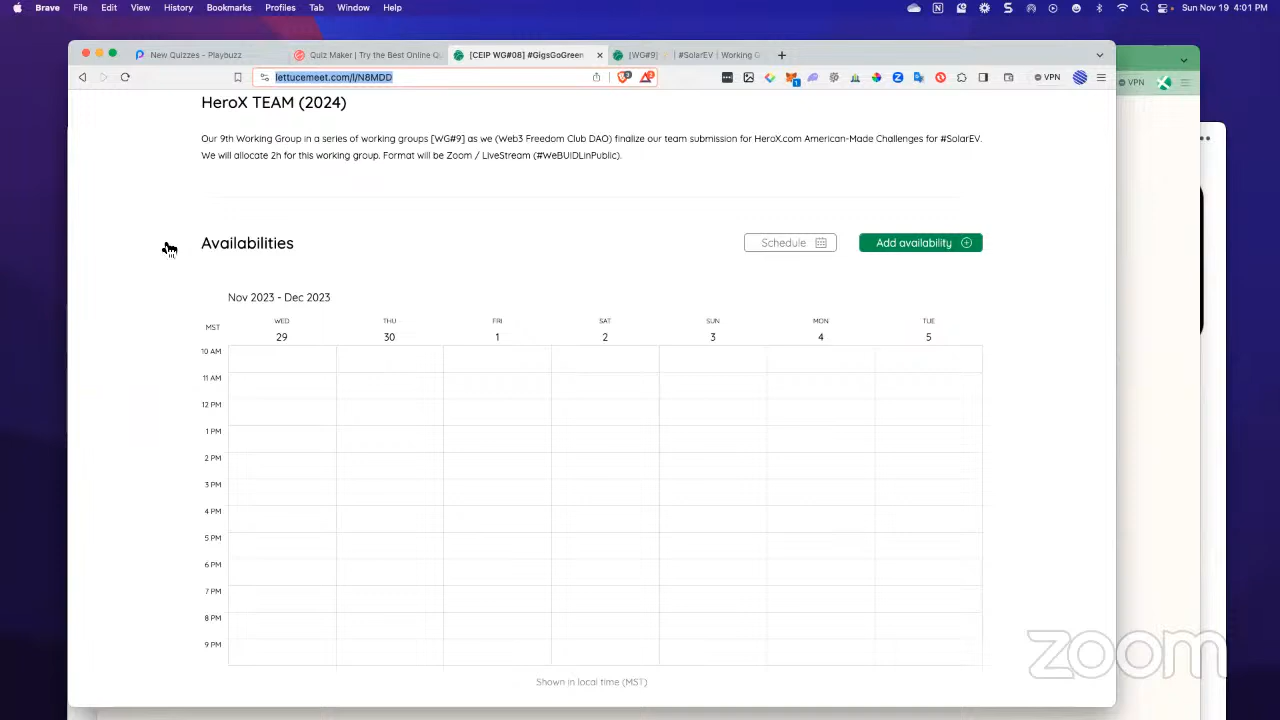 Brave File Edit View History Bookmarks Profiles Tab Window Help Sun Nov 19 4:01 PM
New Quizzes - Playbuzz
Quiz Maker | Try the Best Online Qu
[CEIP WG#08] #GigsGoGreen
[WG#9] | #SolarEV | Working G
lettucemeet.com/l/N8MDD
VPN
VPN
HeroX TEAM (2024)
Our 9th Working Group in a series of working groups [WG#9] as we (Web3 Freedom Club DAO) finalize our team submission for HeroX.com American-Made Challenges for #SolarEV.
We will allocate 2h for this working group. Format will be Zoom / LiveStream (#WeBUIDLinPublic).
Availabilities
Schedule
Add availability
Nov 2023 - Dec 2023
MST
WED THU FRI SAT SUN MON TUE
29 30 1 2 3 4 5
10 AM
11 AM
12 PM
1 PM
2 PM
3 PM
4 PM
5 PM
6 PM
7 PM
8 PM
9 PM
Shown in local time (MST)
zoom